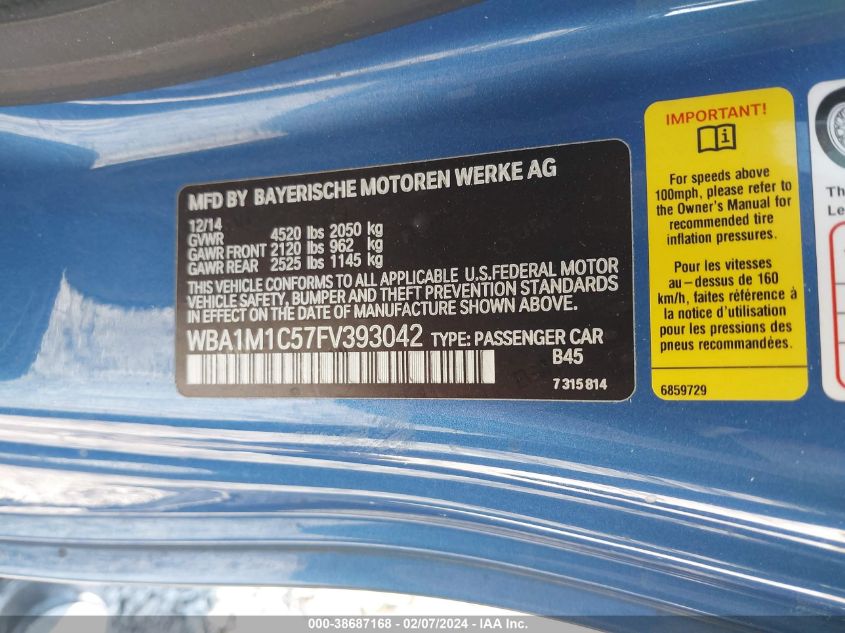 MFD BY BAYERISCHE MOTOREN WERKE AG
12/14
GVWR 4520 lbs 2050 kg
GAWR FRONT 2120 lbs 962 kg
GAWR REAR 2525 lbs 1145 kg
THIS VEHICLE CONFORMS TO ALL APPLICABLE U.S.FEDERAL MOTOR
VEHICLE SAFETY, BUMPER AND THEFT PREVENTION STANDARDS
IN EFFECT ON THE DATE OF MANUFACTURE SHOWN ABOVE.
WBA1M1C57FV393042 TYPE: PASSENGER CAR
B45
7 315 814
IMPORTANT!
For speeds above
100mph, please refer to
the Owner's Manual for
recommended tire
inflation pressures.
Pour les vitesses
au-dessus de 160
km/h, faites référence à
la notice d'utilisation
pour les pressions des
pneus recommandées.
6859729
Th
Le
000-38687168 - 02/07/2024 - IAA Inc.